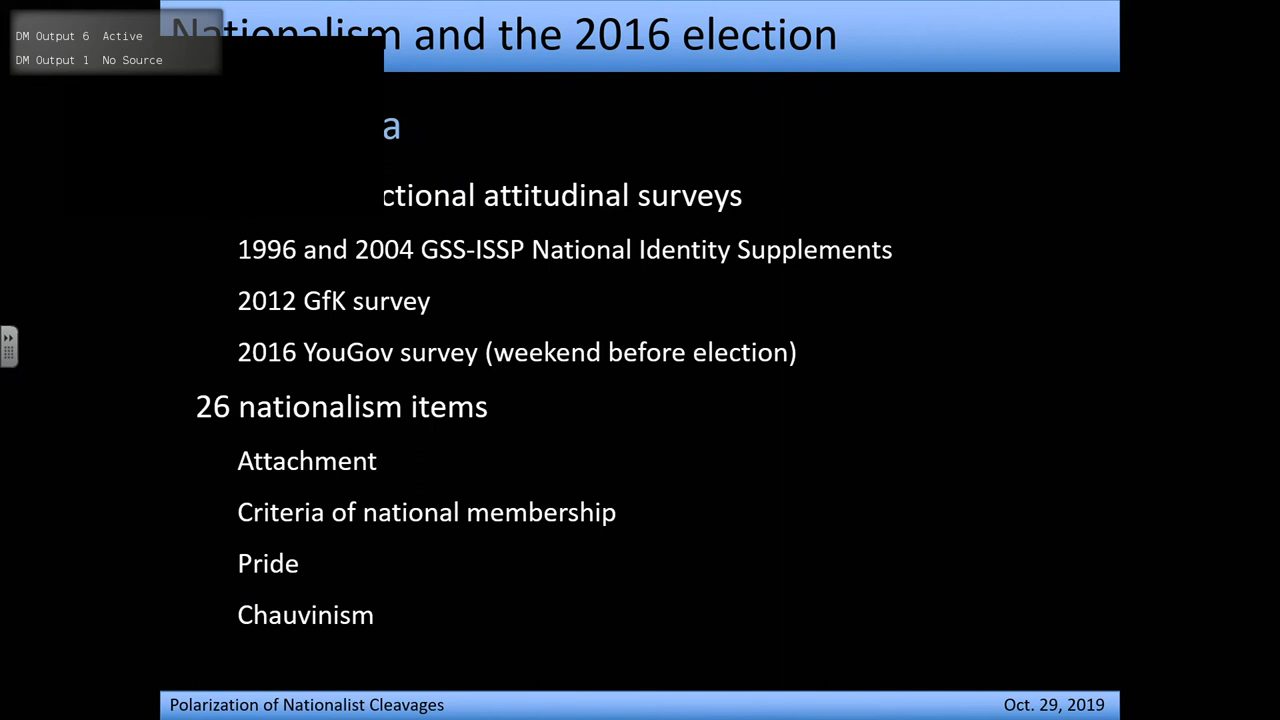 DM Output 6 Active
DM Output 1 No Source
Nationalism and the 2016 election
a
ctional attitudinal surveys
1996 and 2004 GSS-ISSP National Identity Supplements
2012 GfK survey
2016 YouGov survey (weekend before election)
26 nationalism items
Attachment
Criteria of national membership
Pride
Chauvinism
Polarization of Nationalist Cleavages
Oct. 29, 2019